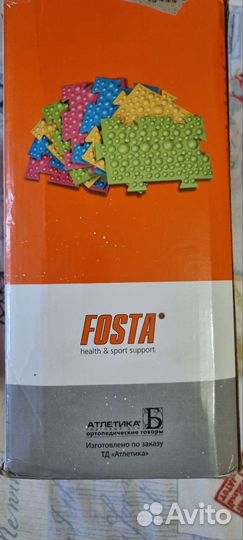 FOSTA®
health & sport support
АТЛЕТИКА Б
ортопедические товары
Изготовлено по заказу
ТД «Атлетика»
Avito